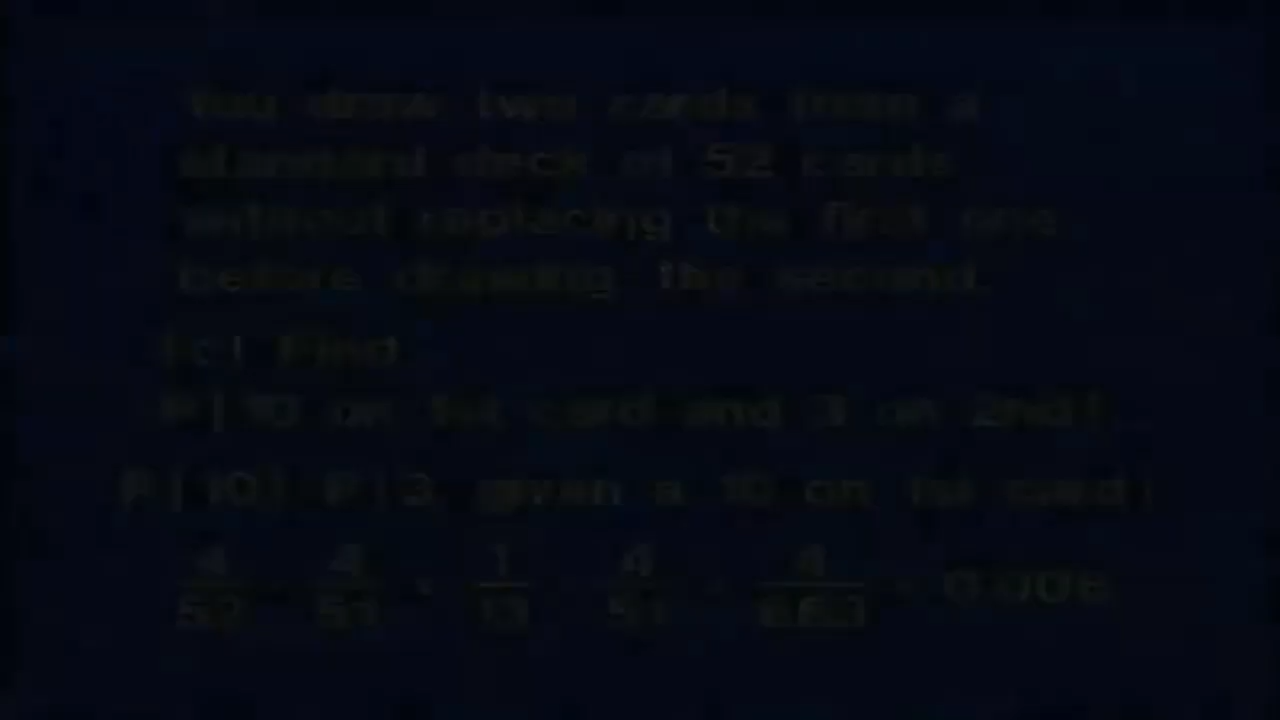 You draw two cards from a
standard deck of 52 cards
without replacing the first one
before drawing the second.
(c) Find
P(10 on 1st card and 3 on 2nd)
P(10) · P(3, given a 10 on 1st card)
4/52 · 4/51 = 1/13 · 4/51 = 4/663 = 0.006